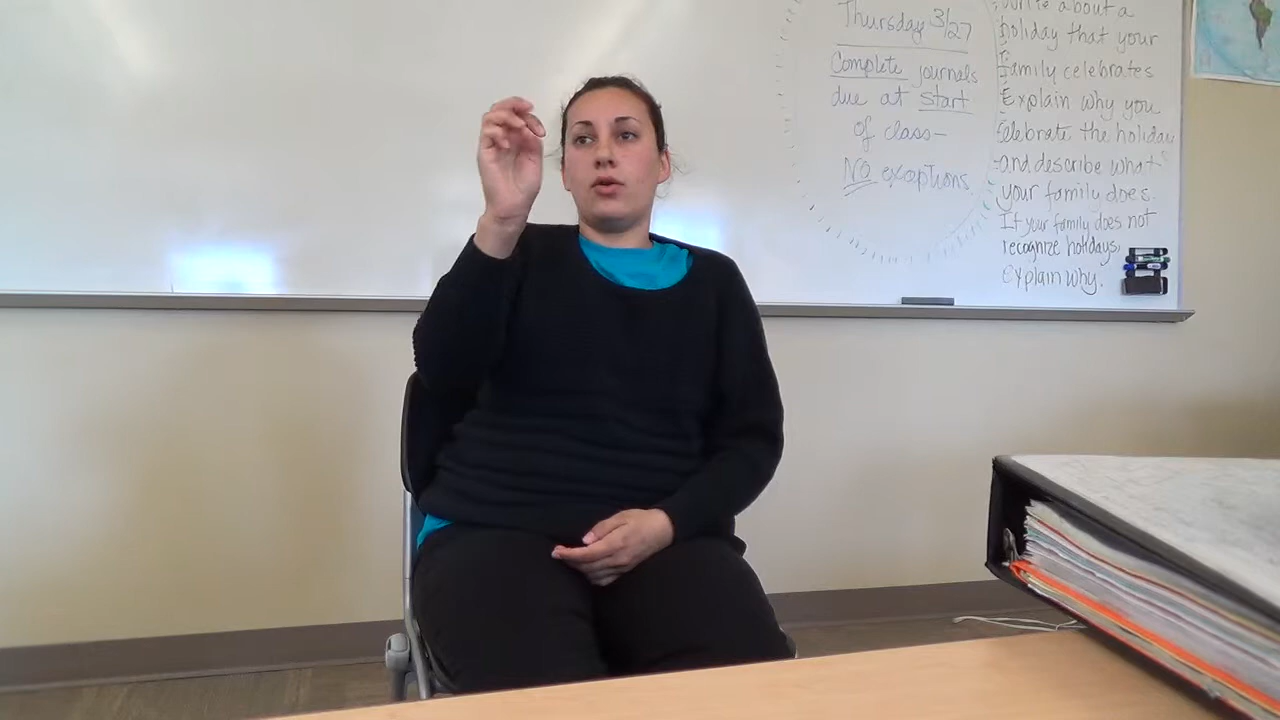 Thursday 3/27
Complete journals
due at start
of class-
No exceptions
Write about a
holiday that your
family celebrates
Explain why you
celebrate the holiday
and describe what
your family does.
If your family does not
recognize holidays,
explain why.